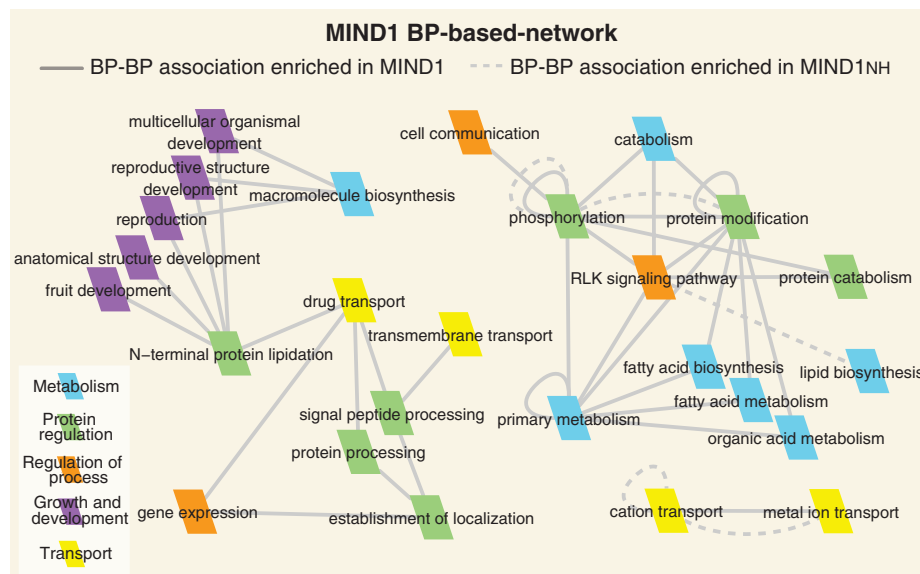 MIND1 BP-based-network
BP-BP association enriched in MIND1
BP-BP association enriched in MIND1NH
multicellular organismal
development
reproductive structure
development
reproduction
anatomical structure development
fruit development
macromolecule biosynthesis
N−terminal protein lipidation
drug transport
transmembrane transport
signal peptide processing
protein processing
gene expression
establishment of localization
cell communication
catabolism
phosphorylation
protein modification
RLK signaling pathway
protein catabolism
fatty acid biosynthesis
lipid biosynthesis
fatty acid metabolism
primary metabolism
organic acid metabolism
cation transport
metal ion transport
Metabolism
Protein
regulation
Regulation of
process
Growth and
development
Transport